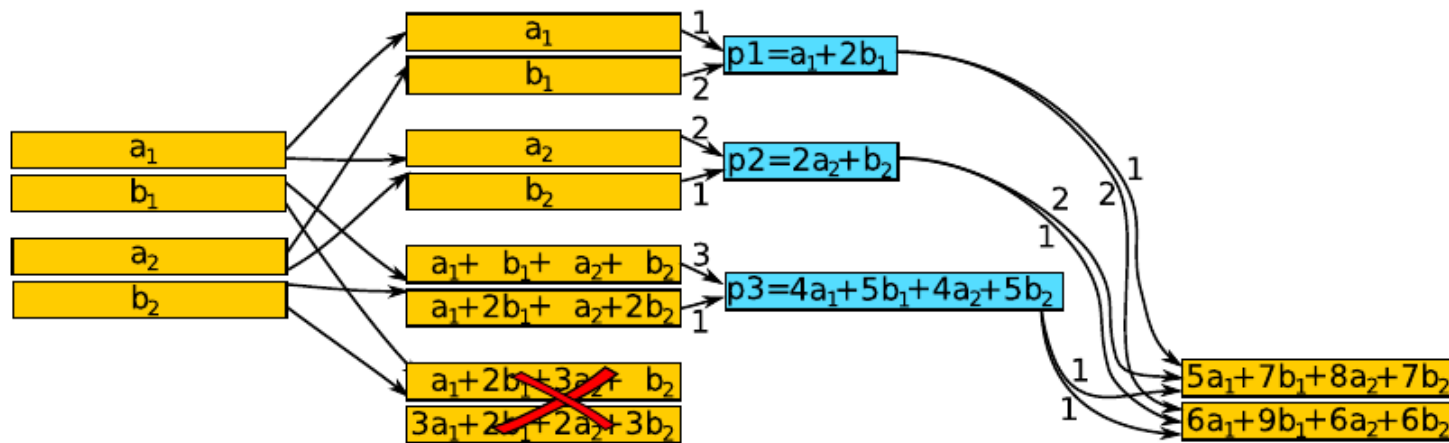 a₁
b₁
a₂
b₂
a₁
b₁
a₂
b₂
a₁+ b₁+ a₂+ b₂
a₁+2b₁+ a₂+2b₂
a₁+2b₁+3a₂+ b₂
3a₁+2b₁+2a₂+3b₂
1
2
2
1
3
1
p1=a₁+2b₁
p2=2a₂+b₂
p3=4a₁+5b₁+4a₂+5b₂
1
2
2
1
1
1
5a₁+7b₁+8a₂+7b₂
6a₁+9b₁+6a₂+6b₂